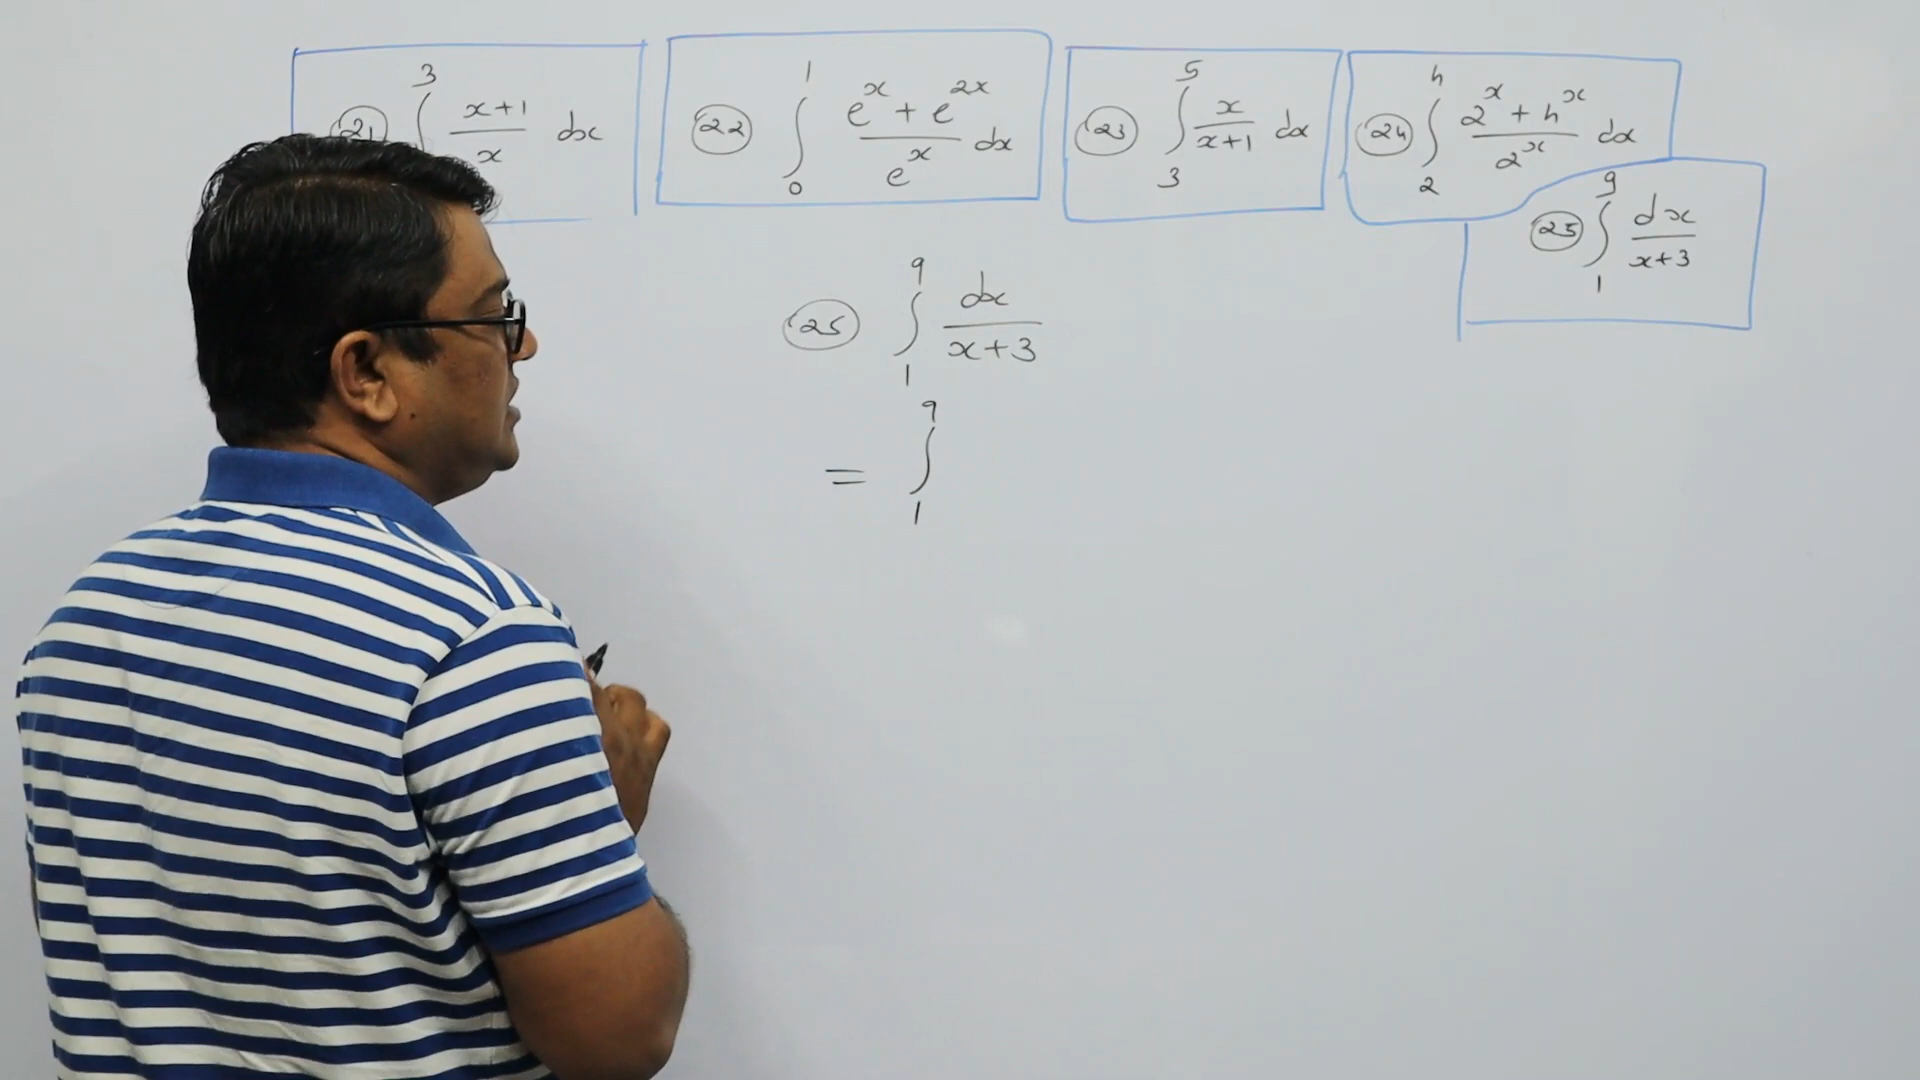 (21) ∫³ x+1/x dx
(22) ∫₀¹ eˣ + e²ˣ/eˣ dx
(23) ∫₃⁵ x/x+1 dx
(24) ∫₂⁴ 2ˣ + 4ˣ/2ˣ dx
(25) ∫₁⁹ dx/x+3
(25) ∫₁⁹ dx/x+3
= ∫₁⁹